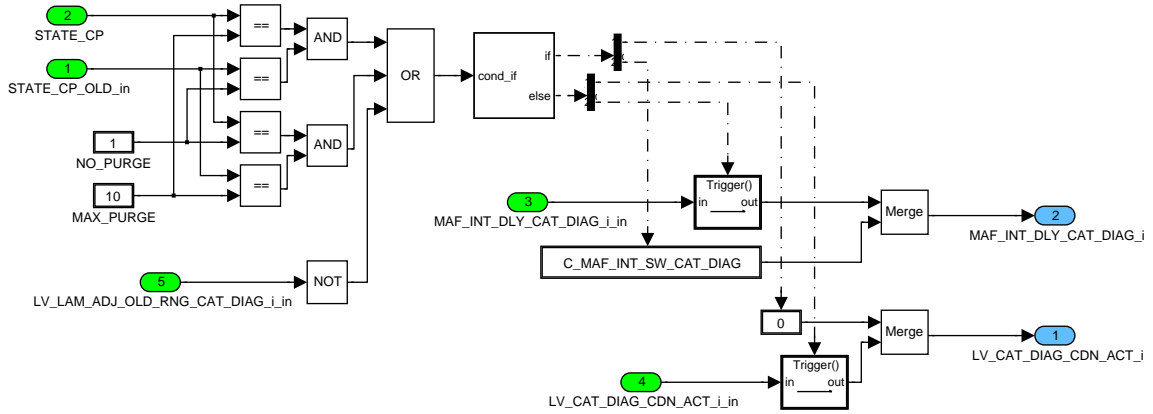 2
STATE_CP
1
STATE_CP_OLD_in
1
NO_PURGE
10
MAX_PURGE
==
==
==
==
AND
AND
OR
5
LV_LAM_ADJ_OLD_RNG_CAT_DIAG_i_in
NOT
cond_if
if
else
3
MAF_INT_DLY_CAT_DIAG_i_in
Trigger()
in out
C_MAF_INT_SW_CAT_DIAG
Merge
2
MAF_INT_DLY_CAT_DIAG_i
0
4
LV_CAT_DIAG_CDN_ACT_i_in
Trigger()
in out
Merge
1
LV_CAT_DIAG_CDN_ACT_i